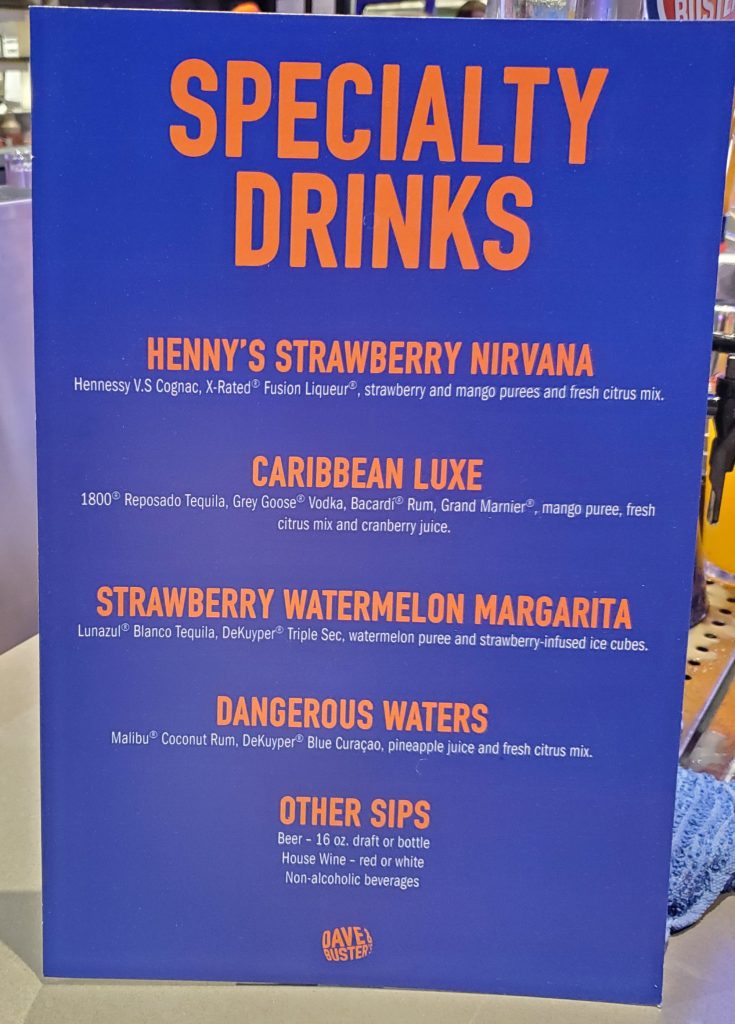 BUSTER
SPECIALTY
DRINKS
HENNY'S STRAWBERRY NIRVANA
Hennessy V.S Cognac, X-Rated® Fusion Liqueur®, strawberry and mango purees and fresh citrus mix.
CARIBBEAN LUXE
1800® Reposado Tequila, Grey Goose® Vodka, Bacardí® Rum, Grand Marnier®, mango puree, fresh
citrus mix and cranberry juice.
STRAWBERRY WATERMELON MARGARITA
Lunazul® Blanco Tequila, DeKuyper® Triple Sec, watermelon puree and strawberry-infused ice cubes.
DANGEROUS WATERS
Malibu® Coconut Rum, DeKuyper® Blue Curaçao, pineapple juice and fresh citrus mix.
OTHER SIPS
Beer – 16 oz. draft or bottle
House Wine – red or white
Non-alcoholic beverages
DAVE &
BUSTER'S